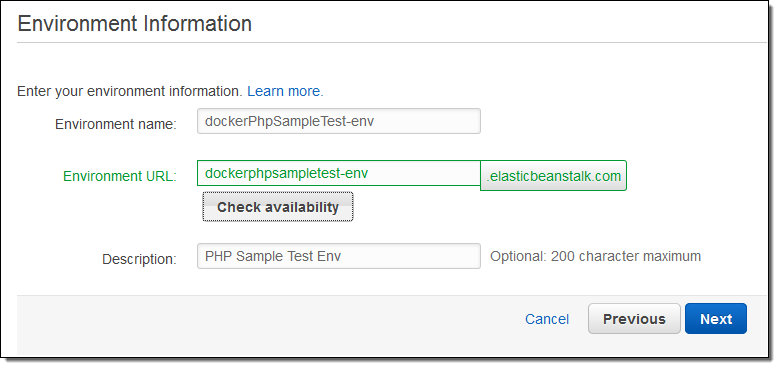 Environment Information
Enter your environment information. Learn more.
Environment name: dockerPhpSampleTest-env
Environment URL: dockerphpsampletest-env .elasticbeanstalk.com
Check availability
Description: PHP Sample Test Env Optional: 200 character maximum
Cancel Previous Next